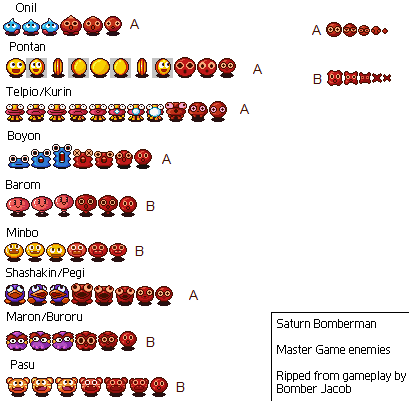 Onil
A
A
Pontan
A
B
Telpio/Kurin
A
Boyon
A
Barom
B
Minbo
B
Shashakin/Pegi
A
Maron/Buroru
B
Pasu
B
Saturn Bomberman
Master Game enemies
Ripped from gameplay by
Bomber Jacob